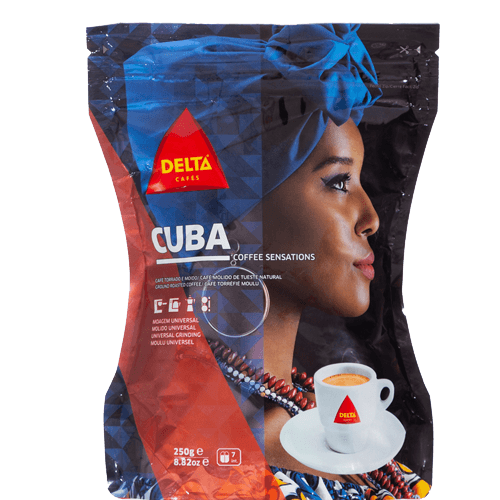 DELTA
CAFÉS
CUBA
COFFEE SENSATIONS
CAFÉ TORRADO E MOÍDO / CAFÉ MOLIDO DE TUESTE NATURAL
GROUND ROASTED COFFEE / CAFÉ TORRÉFIÉ MOULU
MOAGEM UNIVERSAL
MOLIDO UNIVERSAL
UNIVERSAL GRINDING
MOULU UNIVERSEL
250g e
8.82oz e
7
DELTA